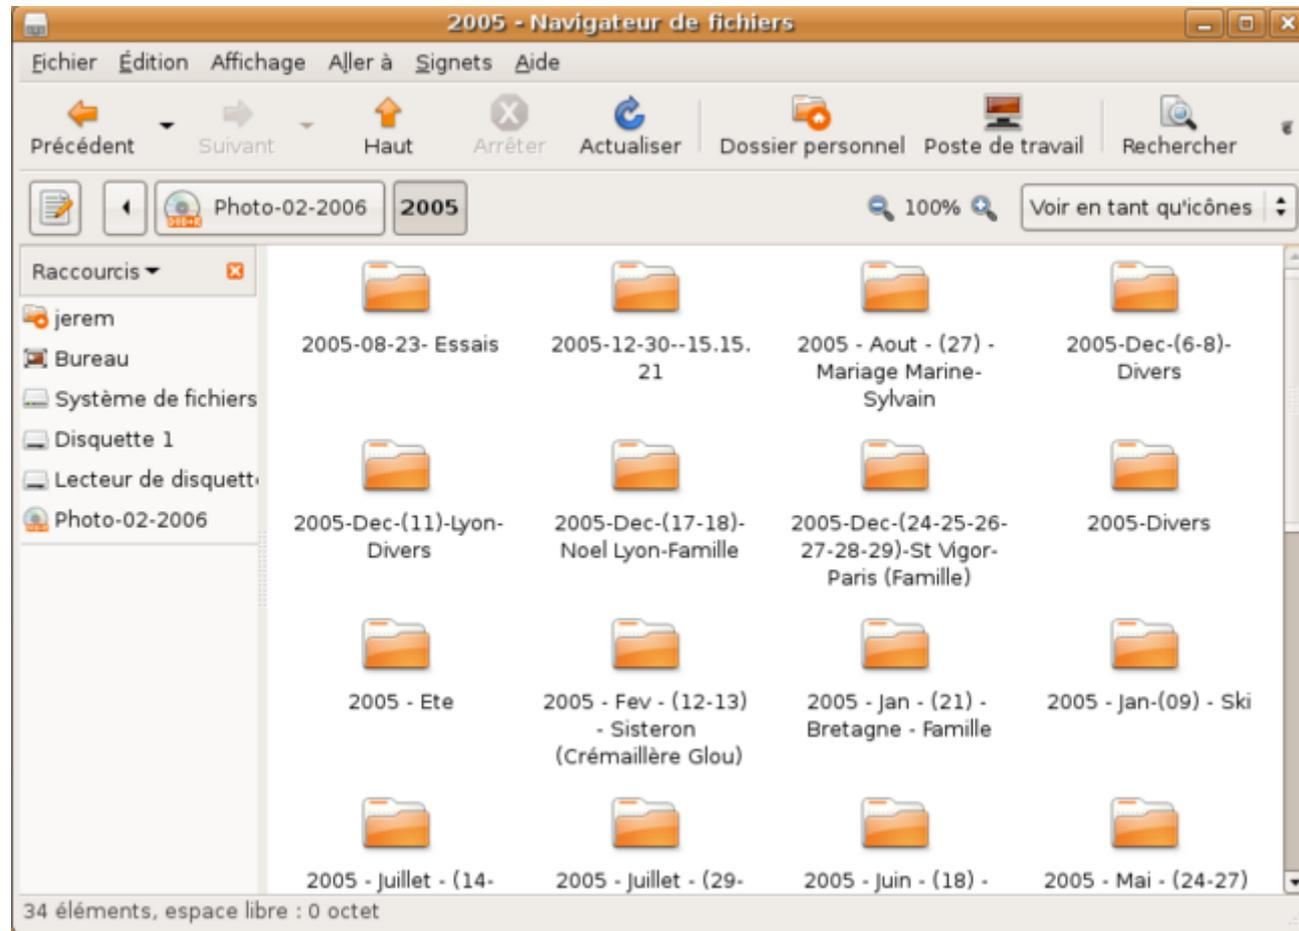 2005 - Navigateur de fichiers
Fichier Édition Affichage Aller à Signets Aide
Précédent Suivant Haut Arrêter Actualiser Dossier personnel Poste de travail Rechercher
Photo-02-2006 2005 100% Voir en tant qu'icônes
Raccourcis
jerem
Bureau
Système de fichiers
Disquette 1
Lecteur de disquett
Photo-02-2006
2005-08-23- Essais
2005-12-30--15.15.
21
2005 - Aout - (27) -
Mariage Marine-
Sylvain
2005-Dec-(6-8)-
Divers
2005-Dec-(11)-Lyon-
Divers
2005-Dec-(17-18)-
Noel Lyon-Famille
2005-Dec-(24-25-26-
27-28-29)-St Vigor-
Paris (Famille)
2005-Divers
2005 - Ete
2005 - Fev - (12-13)
- Sisteron
(Crémaillère Glou)
2005 - Jan - (21) -
Bretagne - Famille
2005 - Jan-(09) - Ski
2005 - Juillet - (14-
2005 - Juillet - (29-
2005 - Juin - (18) -
2005 - Mai - (24-27)
34 éléments, espace libre : 0 octet